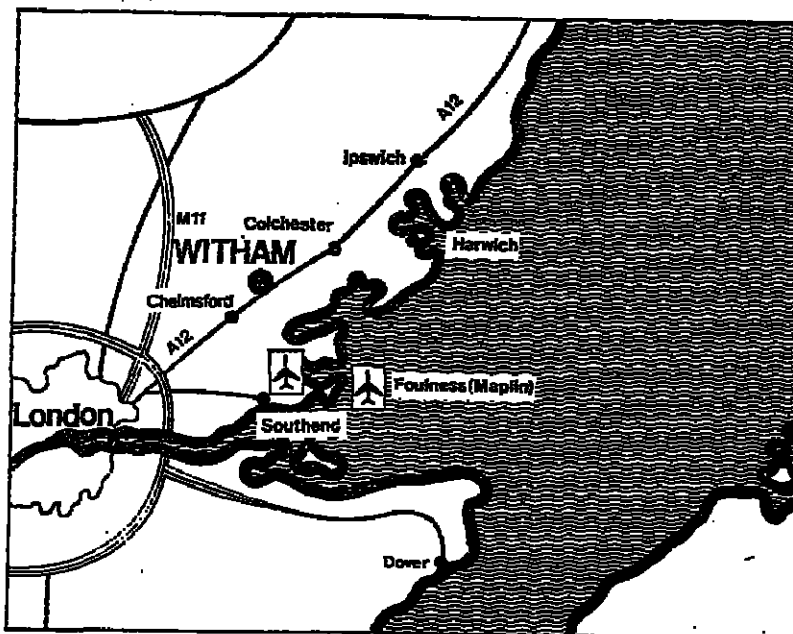 A12
Ipswich
M11
Colchester
WITHAM
Harwich
Chelmsford
A12
Foulness (Maplin)
London
Southend
Dover